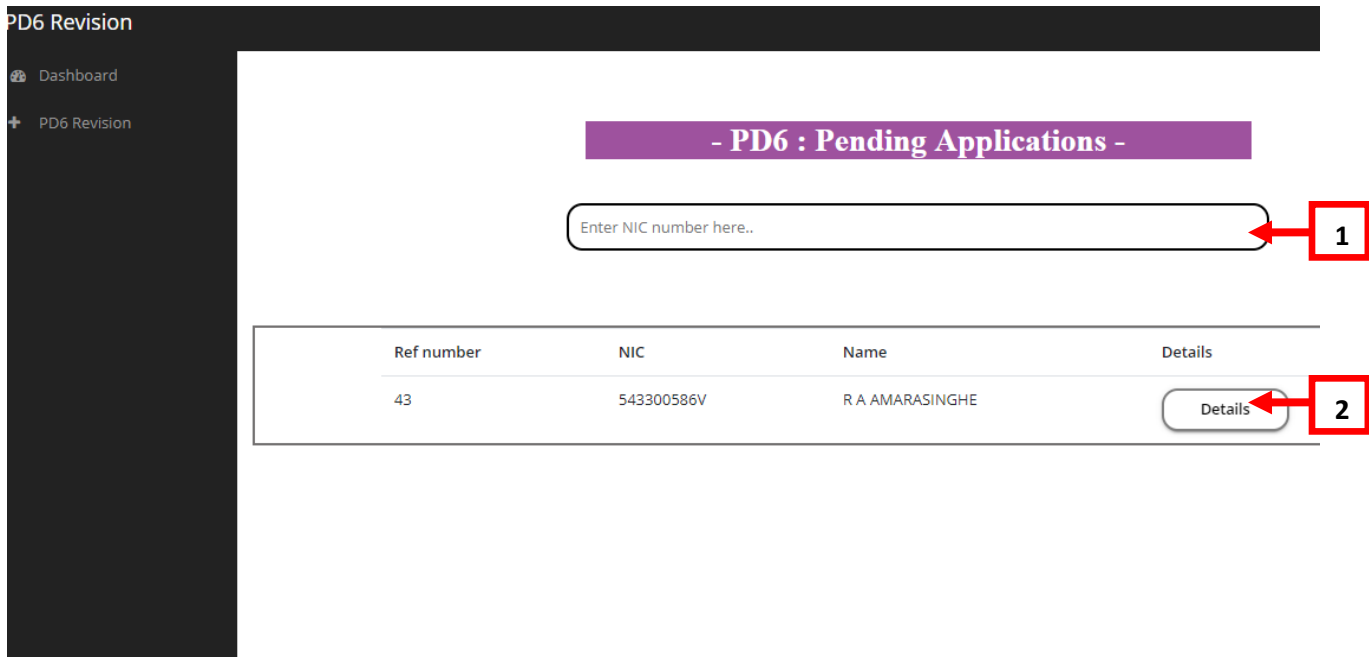 PD6 Revision
Dashboard
PD6 Revision
- PD6 : Pending Applications -
Enter NIC number here..
1
Ref number NIC Name Details
43 543300586V R A AMARASINGHE Details
2